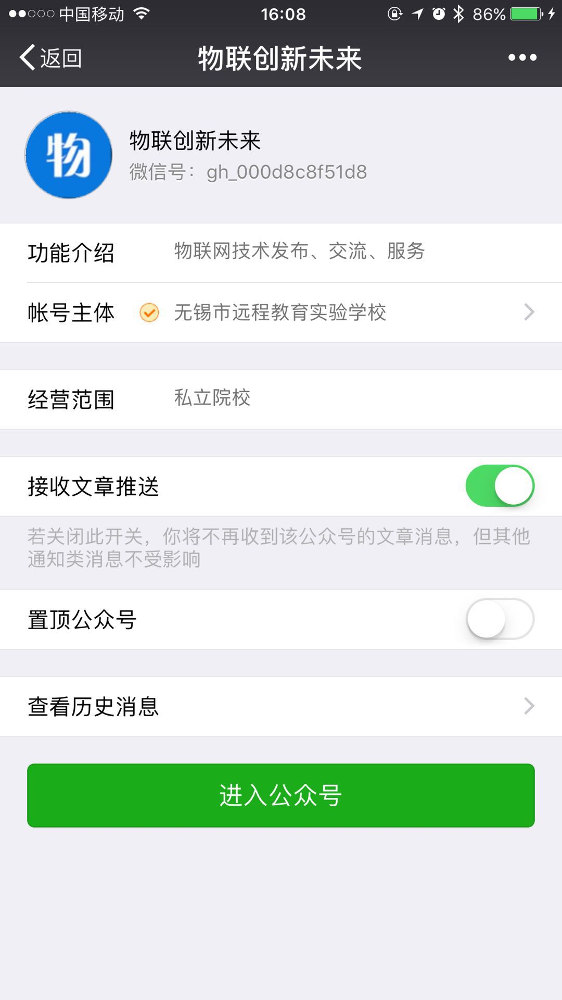 中国移动 16:08 86%
返回 物联创新未来
物
物联创新未来
微信号：gh_000d8c8f51d8
功能介绍 物联网技术发布、交流、服务
帐号主体 无锡市远程教育实验学校
经营范围 私立院校
接收文章推送
若关闭此开关，你将不再收到该公众号的文章消息，但其他
通知类消息不受影响
置顶公众号
查看历史消息
进入公众号